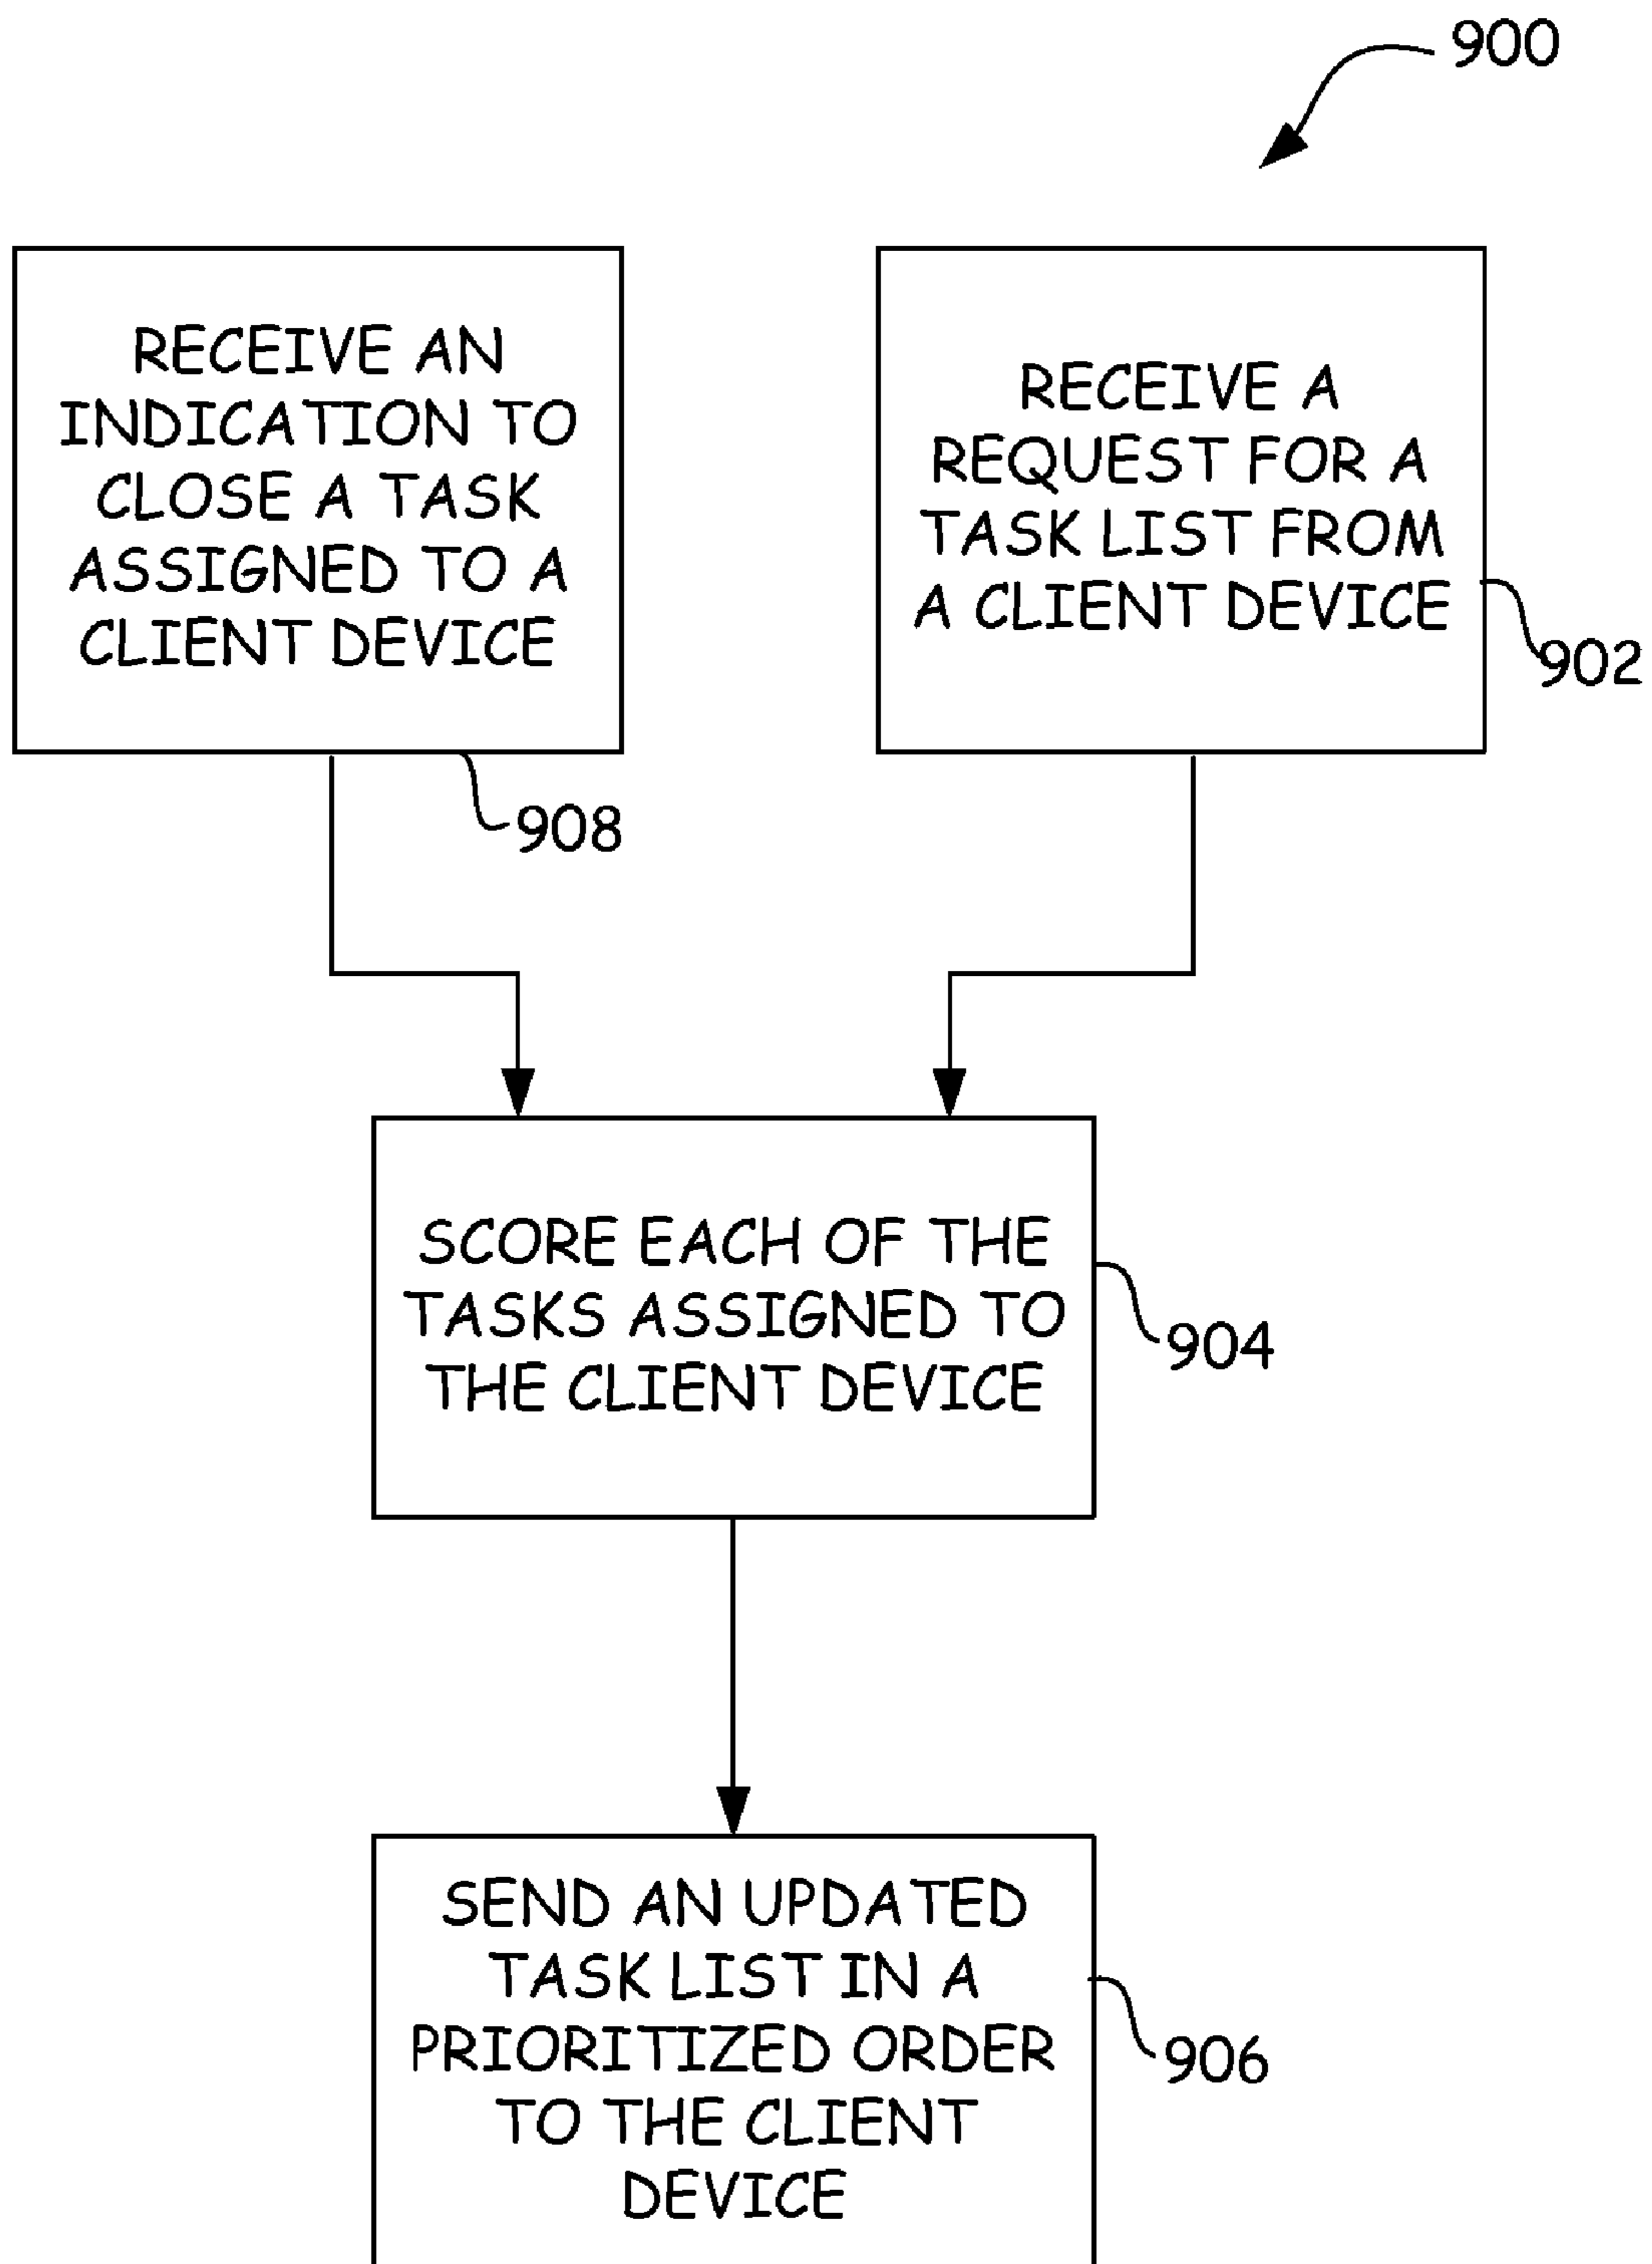 900
RECEIVE AN
INDICATION TO
CLOSE A TASK
ASSIGNED TO A
CLIENT DEVICE
908
RECEIVE A
REQUEST FOR A
TASK LIST FROM
A CLIENT DEVICE
902
SCORE EACH OF THE
TASKS ASSIGNED TO
THE CLIENT DEVICE
904
SEND AN UPDATED
TASK LIST IN A
PRIORITIZED ORDER
TO THE CLIENT
DEVICE
906